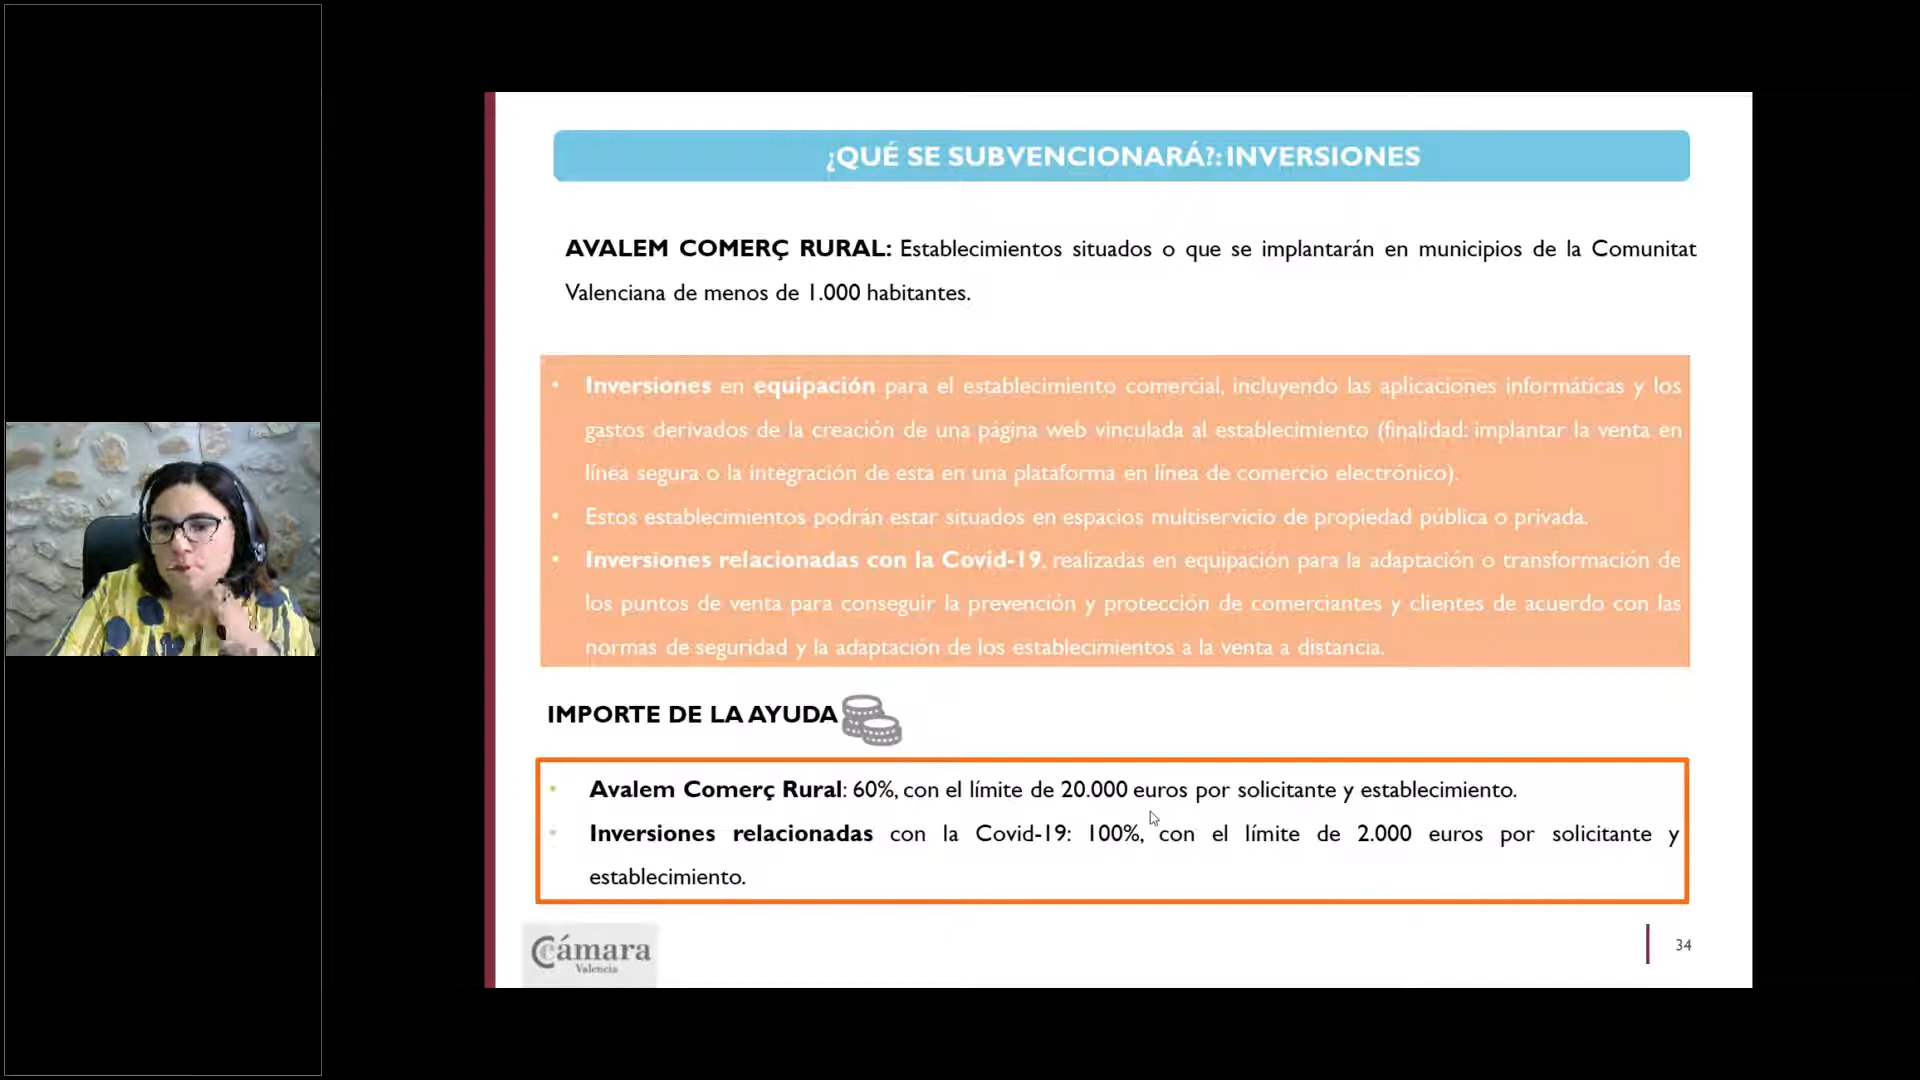 ¿QUÉ SE SUBVENCIONARÁ?: INVERSIONES
AVALEM COMERÇ RURAL: Establecimientos situados o que se implantarán en municipios de la Comunitat
Valenciana de menos de 1.000 habitantes.
• Inversiones en equipación para el establecimiento comercial, incluyendo las aplicaciones informáticas y los
gastos derivados de la creación de una página web vinculada al establecimiento (finalidad: implantar la venta en
línea segura o la integración de esta en una plataforma en línea de comercio electrónico).
• Estos establecimientos podrán estar situados en espacios multiservicio de propiedad pública o privada.
• Inversiones relacionadas con la Covid-19, realizadas en equipación para la adaptación o transformación de
los puntos de venta para conseguir la prevención y protección de comerciantes y clientes de acuerdo con las
normas de seguridad y la adaptación de los establecimientos a la venta a distancia.
IMPORTE DE LA AYUDA
• Avalem Comerç Rural: 60%, con el límite de 20.000 euros por solicitante y establecimiento.
• Inversiones relacionadas con la Covid-19: 100%, con el límite de 2.000 euros por solicitante y
establecimiento.
Cámara
Valencia
34